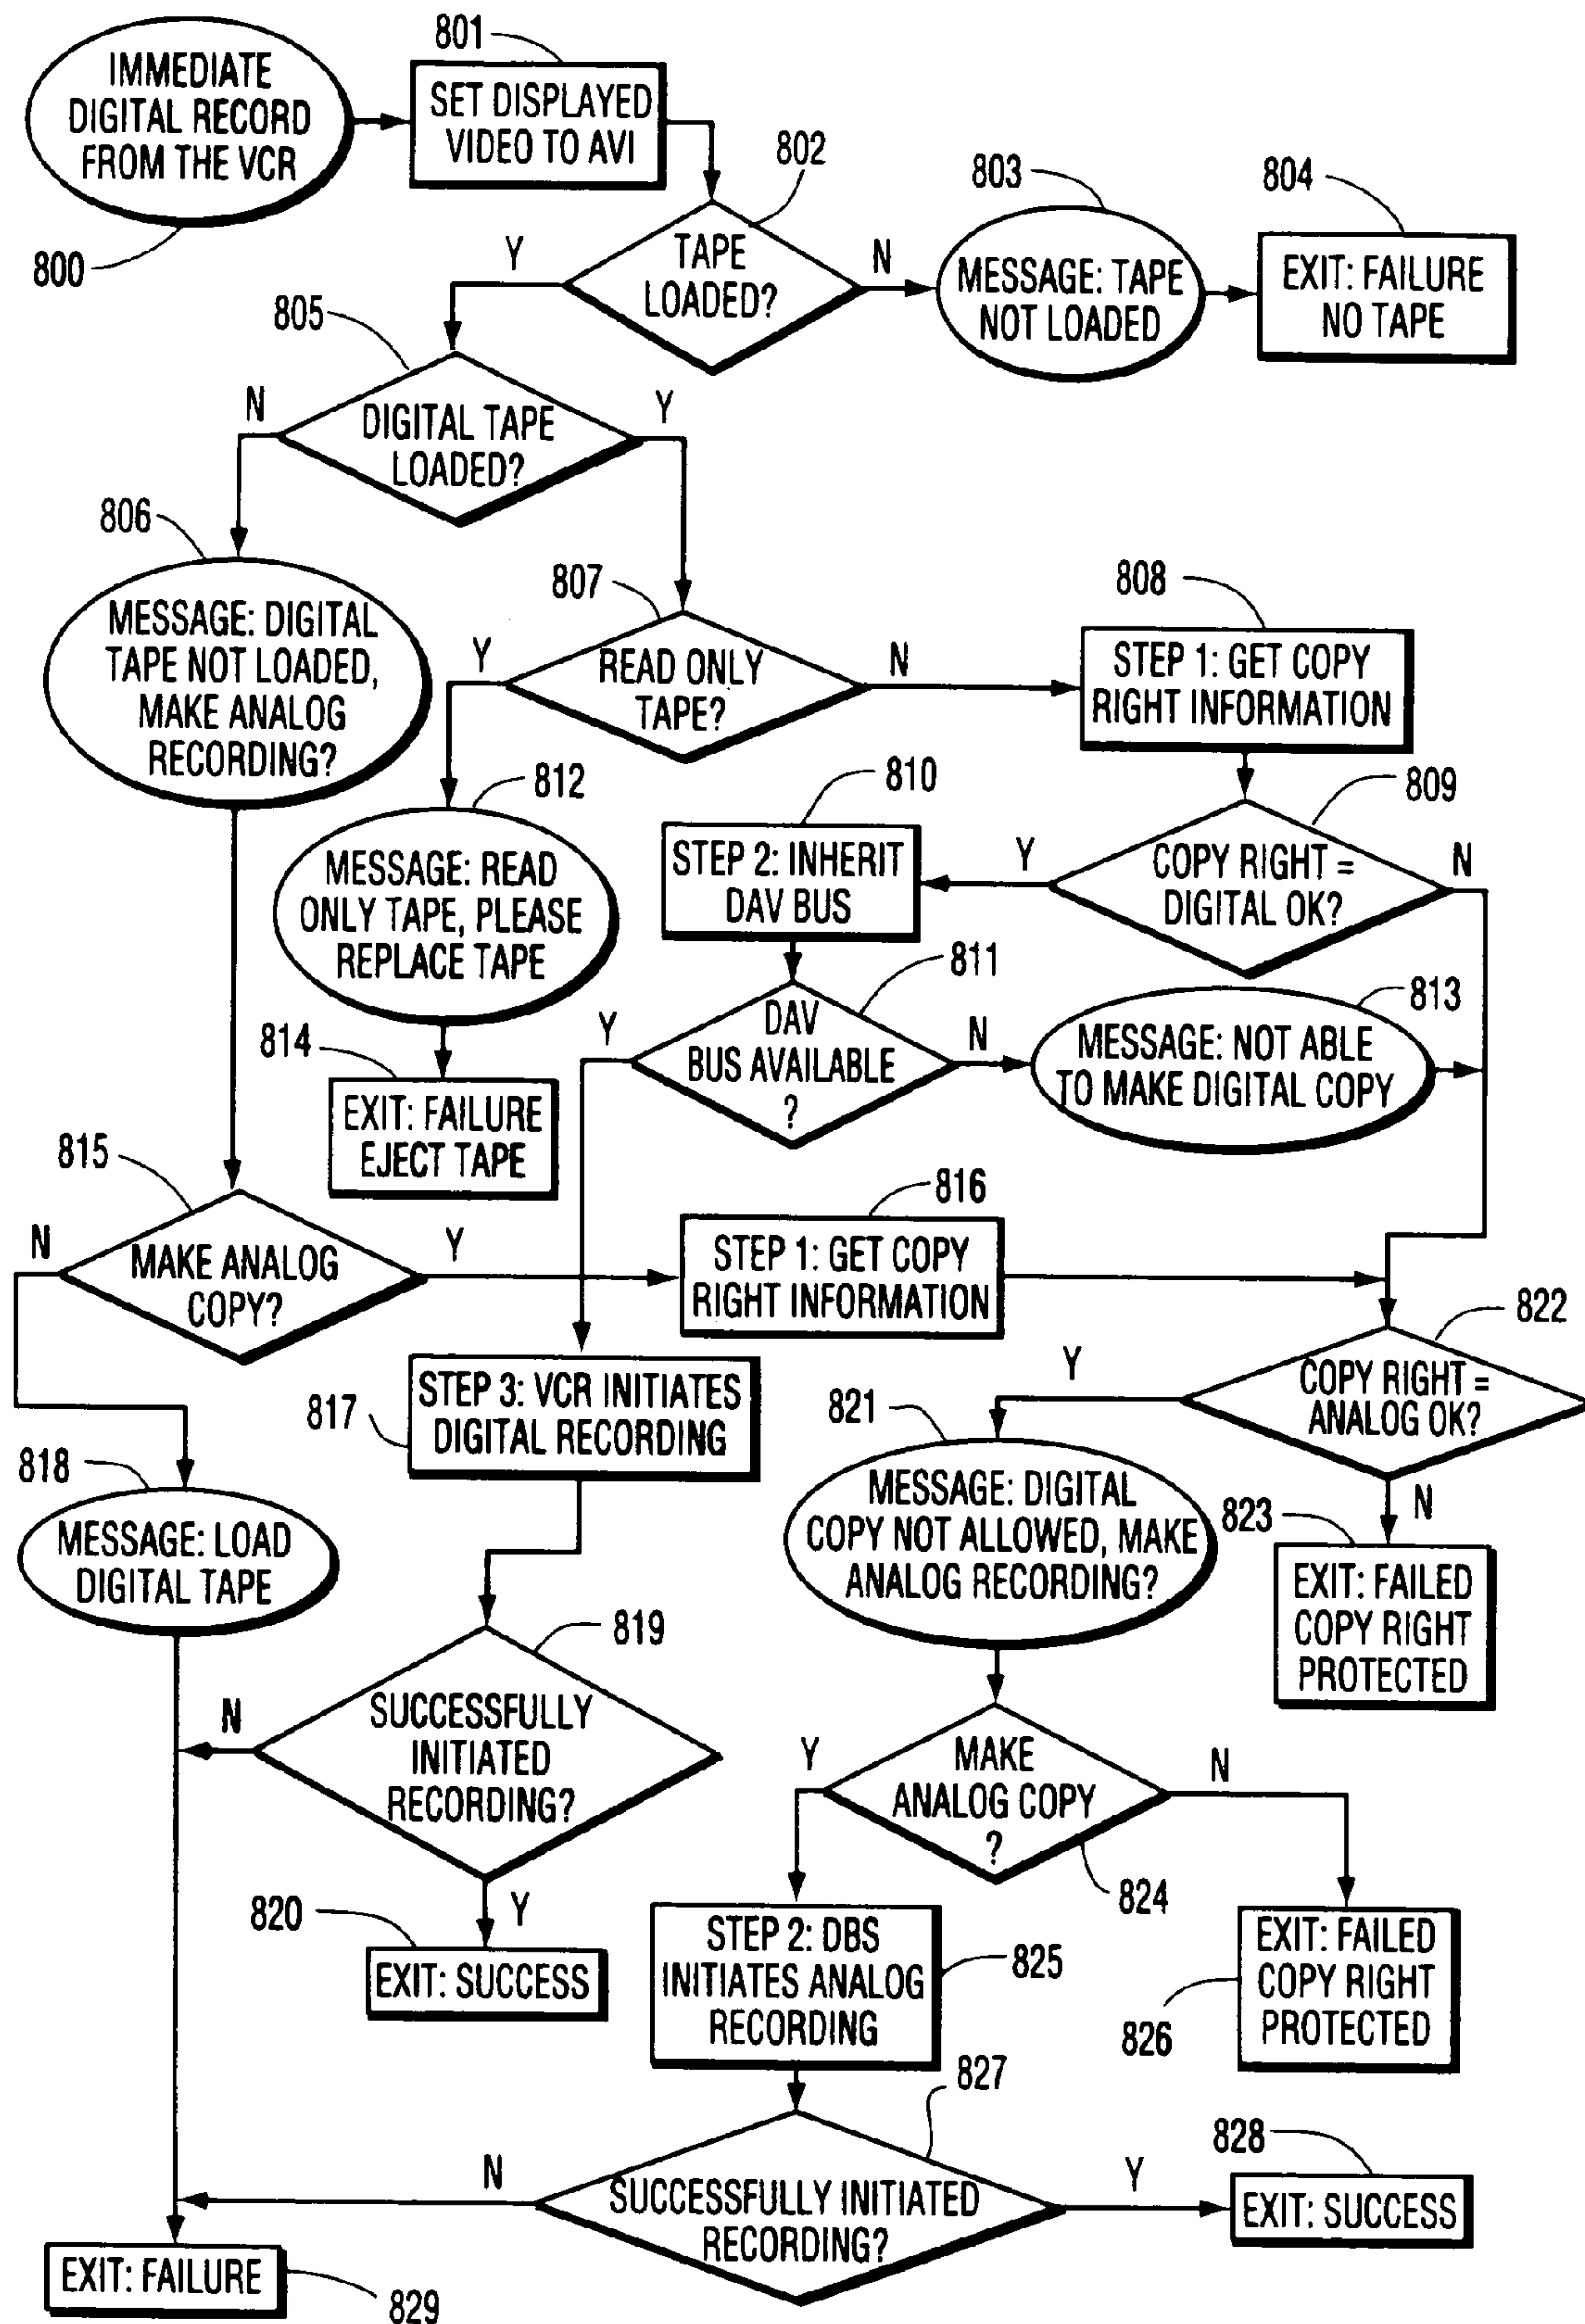 801
IMMEDIATE
DIGITAL RECORD
FROM THE VCR
800
SET DISPLAYED
VIDEO TO AVI
802
TAPE
LOADED?
Y
N
803
MESSAGE: TAPE
NOT LOADED
804
EXIT: FAILURE
NO TAPE
805
DIGITAL TAPE
LOADED?
N
Y
806
MESSAGE: DIGITAL
TAPE NOT LOADED,
MAKE ANALOG
RECORDING?
807
READ ONLY
TAPE?
Y
N
808
STEP 1: GET COPY
RIGHT INFORMATION
809
COPY RIGHT =
DIGITAL OK?
Y
N
810
STEP 2: INHERIT
DAV BUS
812
MESSAGE: READ
ONLY TAPE, PLEASE
REPLACE TAPE
811
DAV
BUS AVAILABLE
?
Y
N
813
MESSAGE: NOT ABLE
TO MAKE DIGITAL COPY
814
EXIT: FAILURE
EJECT TAPE
815
MAKE ANALOG
COPY?
N
Y
816
STEP 1: GET COPY
RIGHT INFORMATION
817
STEP 3: VCR INITIATES
DIGITAL RECORDING
822
COPY RIGHT =
ANALOG OK?
Y
N
821
MESSAGE: DIGITAL
COPY NOT ALLOWED, MAKE
ANALOG RECORDING?
823
EXIT: FAILED
COPY RIGHT
PROTECTED
818
MESSAGE: LOAD
DIGITAL TAPE
819
SUCCESSFULLY
INITIATED
RECORDING?
N
Y
820
EXIT: SUCCESS
MAKE
ANALOG COPY
?
Y
N
824
STEP 2: DBS
INITIATES ANALOG
RECORDING
825
EXIT: FAILED
COPY RIGHT
PROTECTED
826
827
SUCCESSFULLY INITIATED
RECORDING?
N
Y
828
EXIT: SUCCESS
EXIT: FAILURE
829